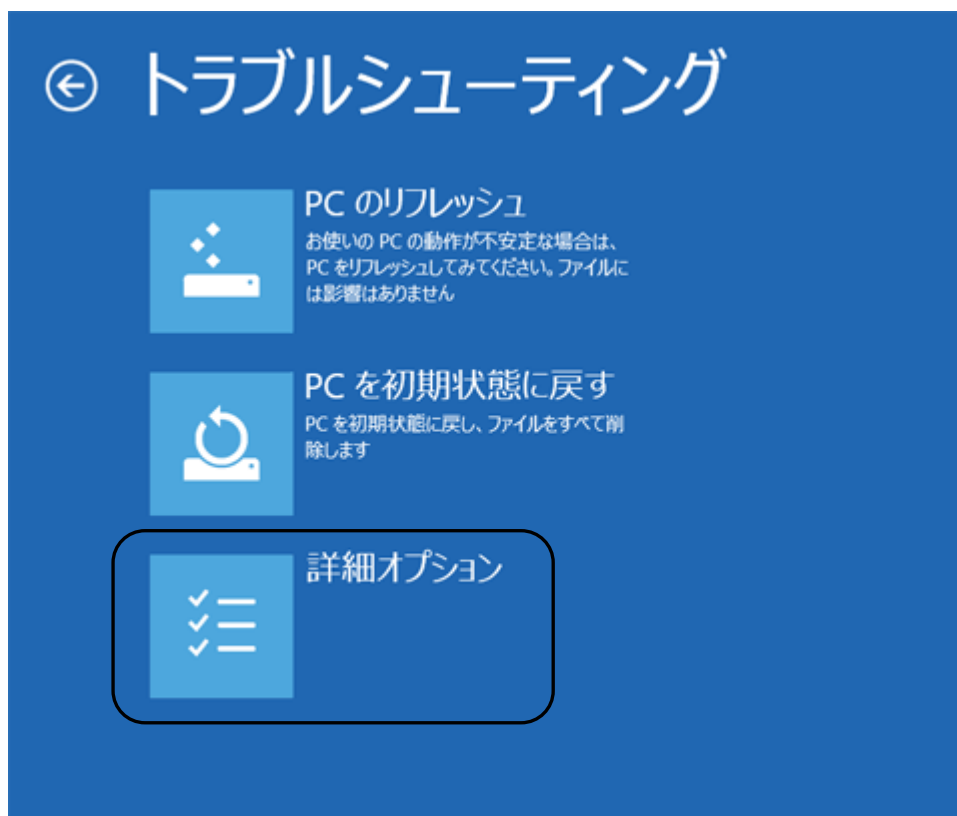 トラブルシューティング
PC のリフレッシュ
お使いの PC の動作が不安定な場合は、
PC をリフレッシュしてみてください。ファイルに
は影響はありません
PC を初期状態に戻す
PC を初期状態に戻し、ファイルをすべて削
除します
詳細オプション